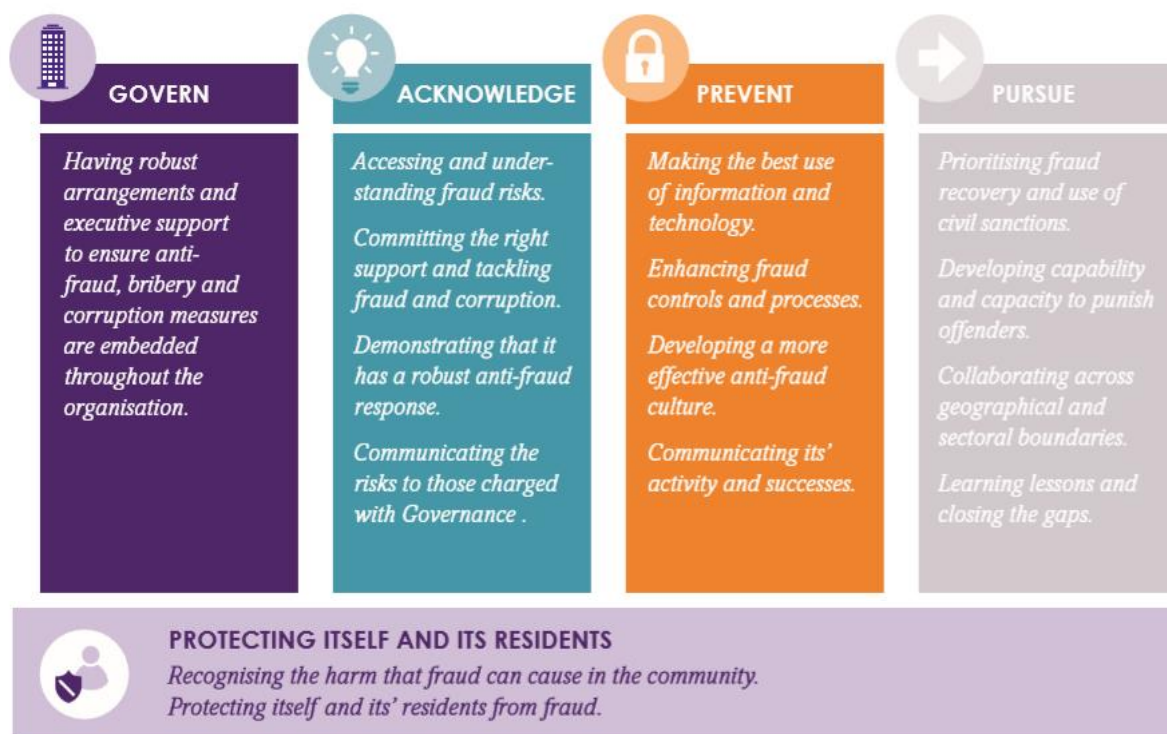 GOVERN
Having robust
arrangements and
executive support
to ensure anti-
fraud, bribery and
corruption measures
are embedded
throughout the
organisation.
ACKNOWLEDGE
Accessing and under-
standing fraud risks.
Committing the right
support and tackling
fraud and corruption.
Demonstrating that it
has a robust anti-fraud
response.
Communicating the
risks to those charged
with Governance .
PREVENT
Making the best use
of information and
technology.
Enhancing fraud
controls and processes.
Developing a more
effective anti-fraud
culture.
Communicating its’
activity and successes.
PURSUE
Prioritising fraud
recovery and use of
civil sanctions.
Developing capability
and capacity to punish
offenders.
Collaborating across
geographical and
sectoral boundaries.
Learning lessons and
closing the gaps.
PROTECTING ITSELF AND ITS RESIDENTS
Recognising the harm that fraud can cause in the community.
Protecting itself and its’ residents from fraud.